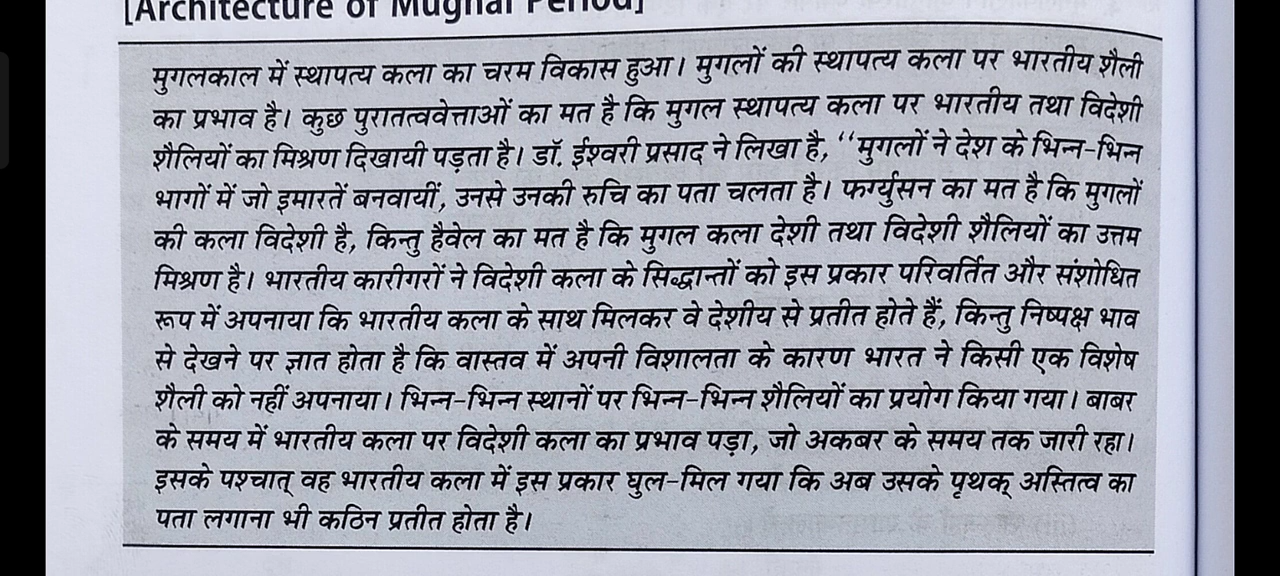 [Architecture of Mughal Period]
मुगलकाल में स्थापत्य कला का चरम विकास हुआ। मुगलों की स्थापत्य कला पर भारतीय शैली
का प्रभाव है। कुछ पुरातत्ववेत्ताओं का मत है कि मुगल स्थापत्य कला पर भारतीय तथा विदेशी
शैलियों का मिश्रण दिखायी पड़ता है। डॉ. ईश्वरी प्रसाद ने लिखा है, “मुगलों ने देश के भिन्न-भिन्न
भागों में जो इमारतें बनवायीं, उनसे उनकी रुचि का पता चलता है। फर्ग्युसन का मत है कि मुगलों
की कला विदेशी है, किन्तु हैवेल का मत है कि मुगल कला देशी तथा विदेशी शैलियों का उत्तम
मिश्रण है। भारतीय कारीगरों ने विदेशी कला के सिद्धान्तों को इस प्रकार परिवर्तित और संशोधित
रूप में अपनाया कि भारतीय कला के साथ मिलकर वे देशीय से प्रतीत होते हैं, किन्तु निष्पक्ष भाव
से देखने पर ज्ञात होता है कि वास्तव में अपनी विशालता के कारण भारत ने किसी एक विशेष
शैली को नहीं अपनाया। भिन्न-भिन्न स्थानों पर भिन्न-भिन्न शैलियों का प्रयोग किया गया। बाबर
के समय में भारतीय कला पर विदेशी कला का प्रभाव पड़ा, जो अकबर के समय तक जारी रहा।
इसके पश्चात् वह भारतीय कला में इस प्रकार घुल-मिल गया कि अब उसके पृथक् अस्तित्व का
पता लगाना भी कठिन प्रतीत होता है।